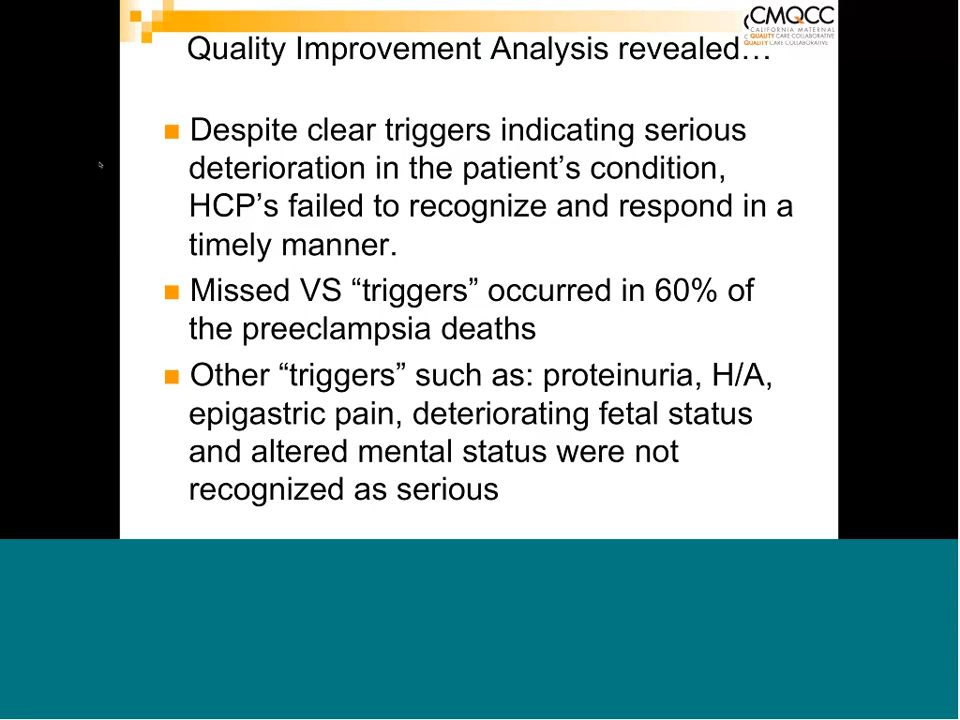 CMQCC
CALIFORNIA MATERNAL
QUALITY CARE COLLABORATIVE
QUALITY CARE COLLABORATIVE
Quality Improvement Analysis revealed…
Despite clear triggers indicating serious
deterioration in the patient’s condition,
HCP’s failed to recognize and respond in a
timely manner.
Missed VS “triggers” occurred in 60% of
the preeclampsia deaths
Other “triggers” such as: proteinuria, H/A,
epigastric pain, deteriorating fetal status
and altered mental status were not
recognized as serious